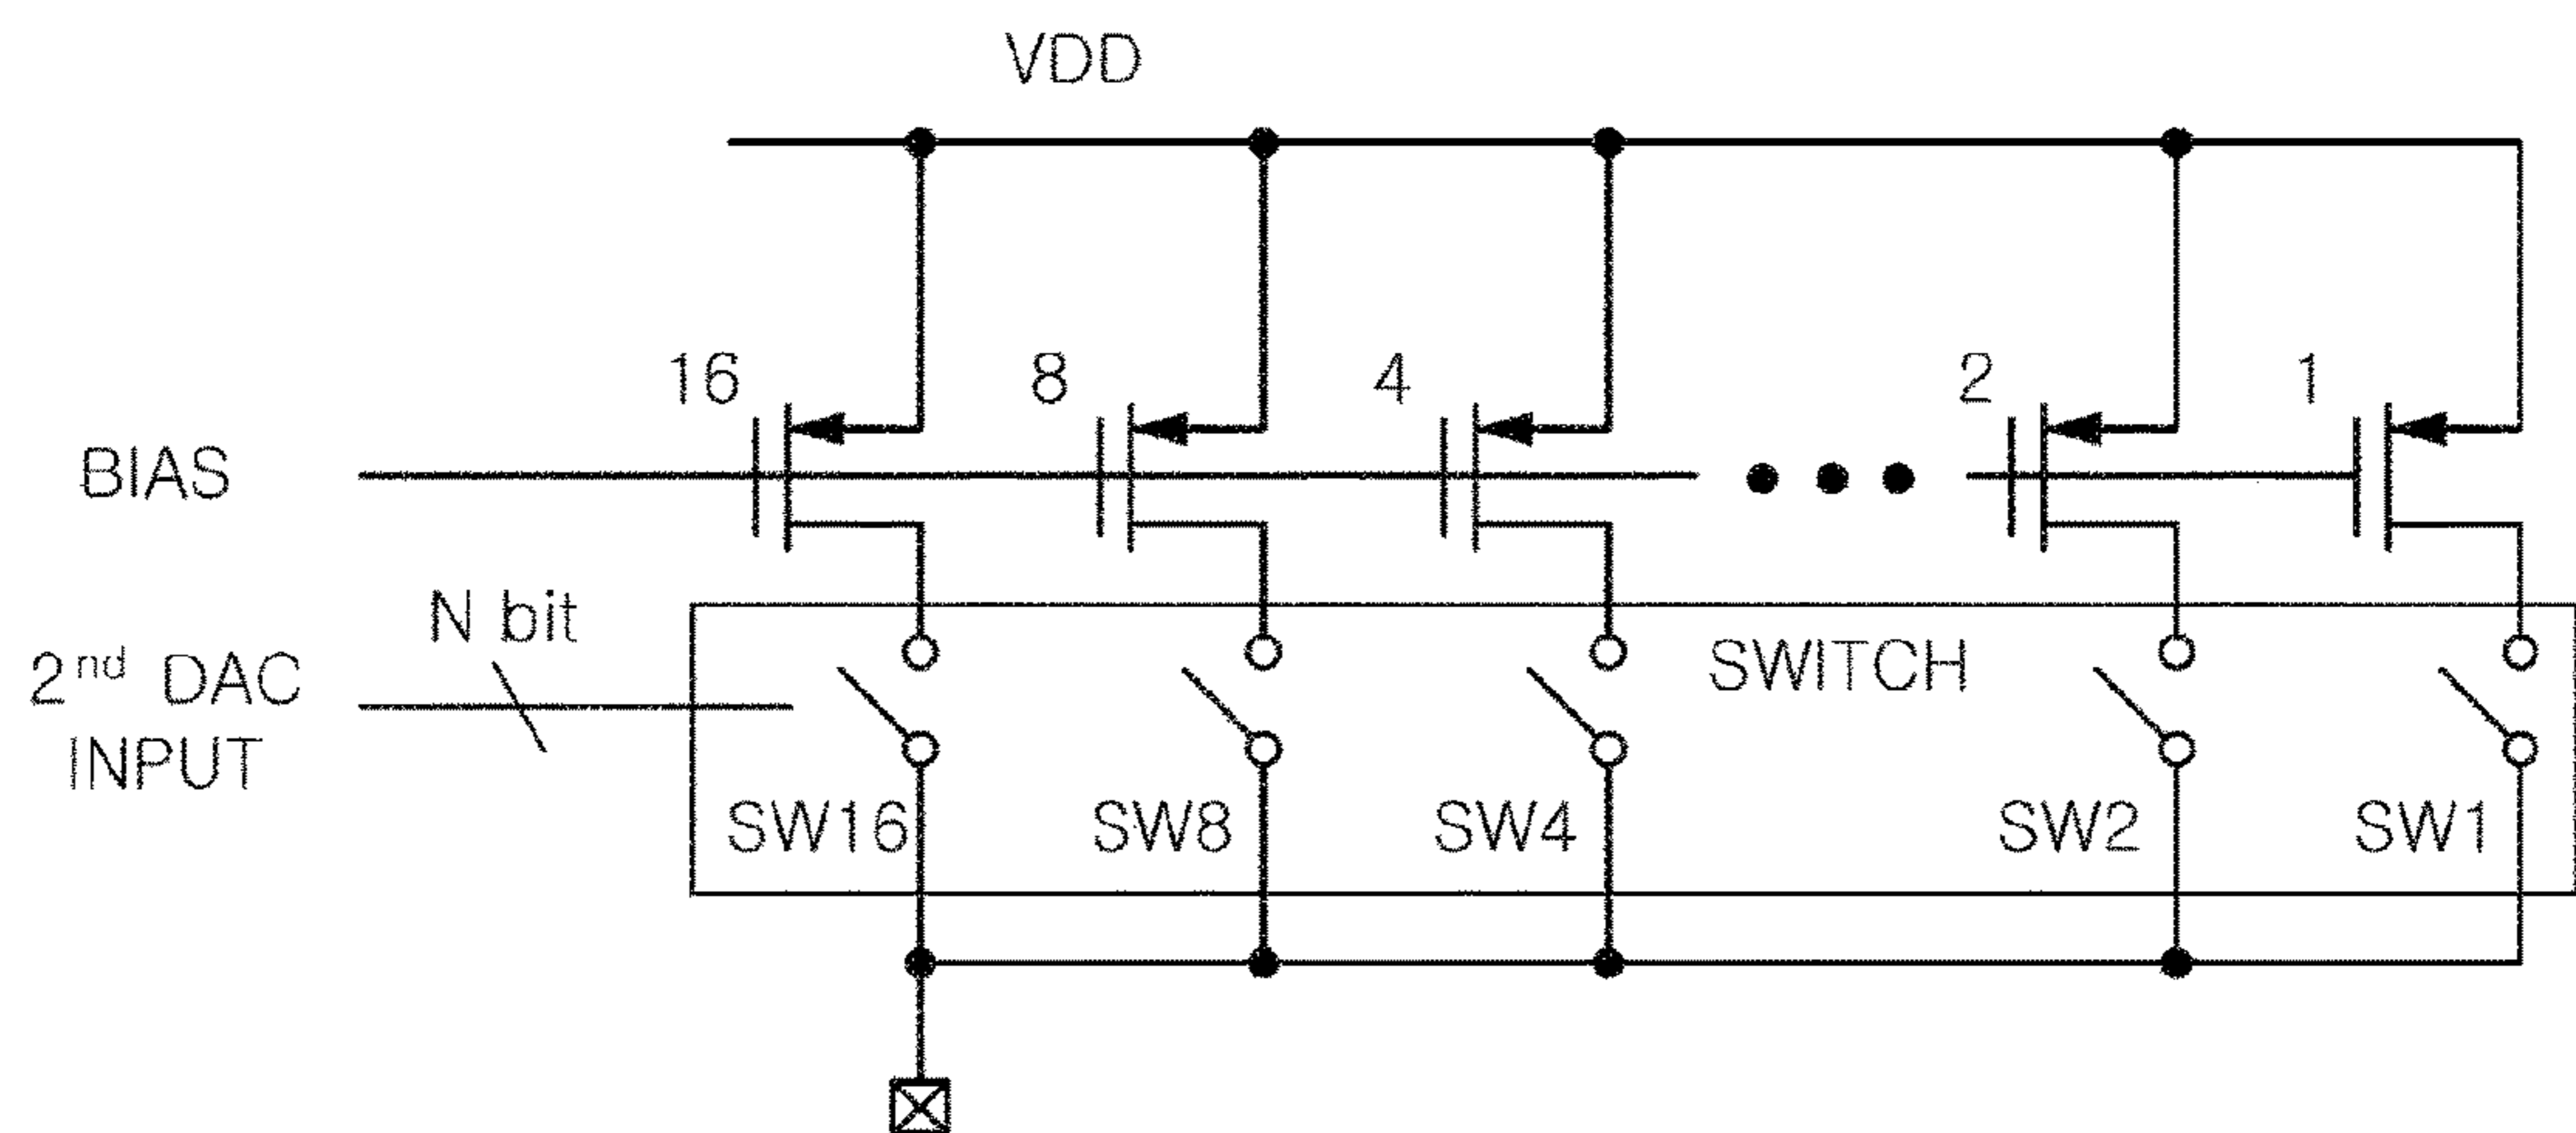 VDD
16 8 4 2 1
BIAS
N bit
2nd DAC
INPUT
SWITCH
SW16 SW8 SW4 SW2 SW1